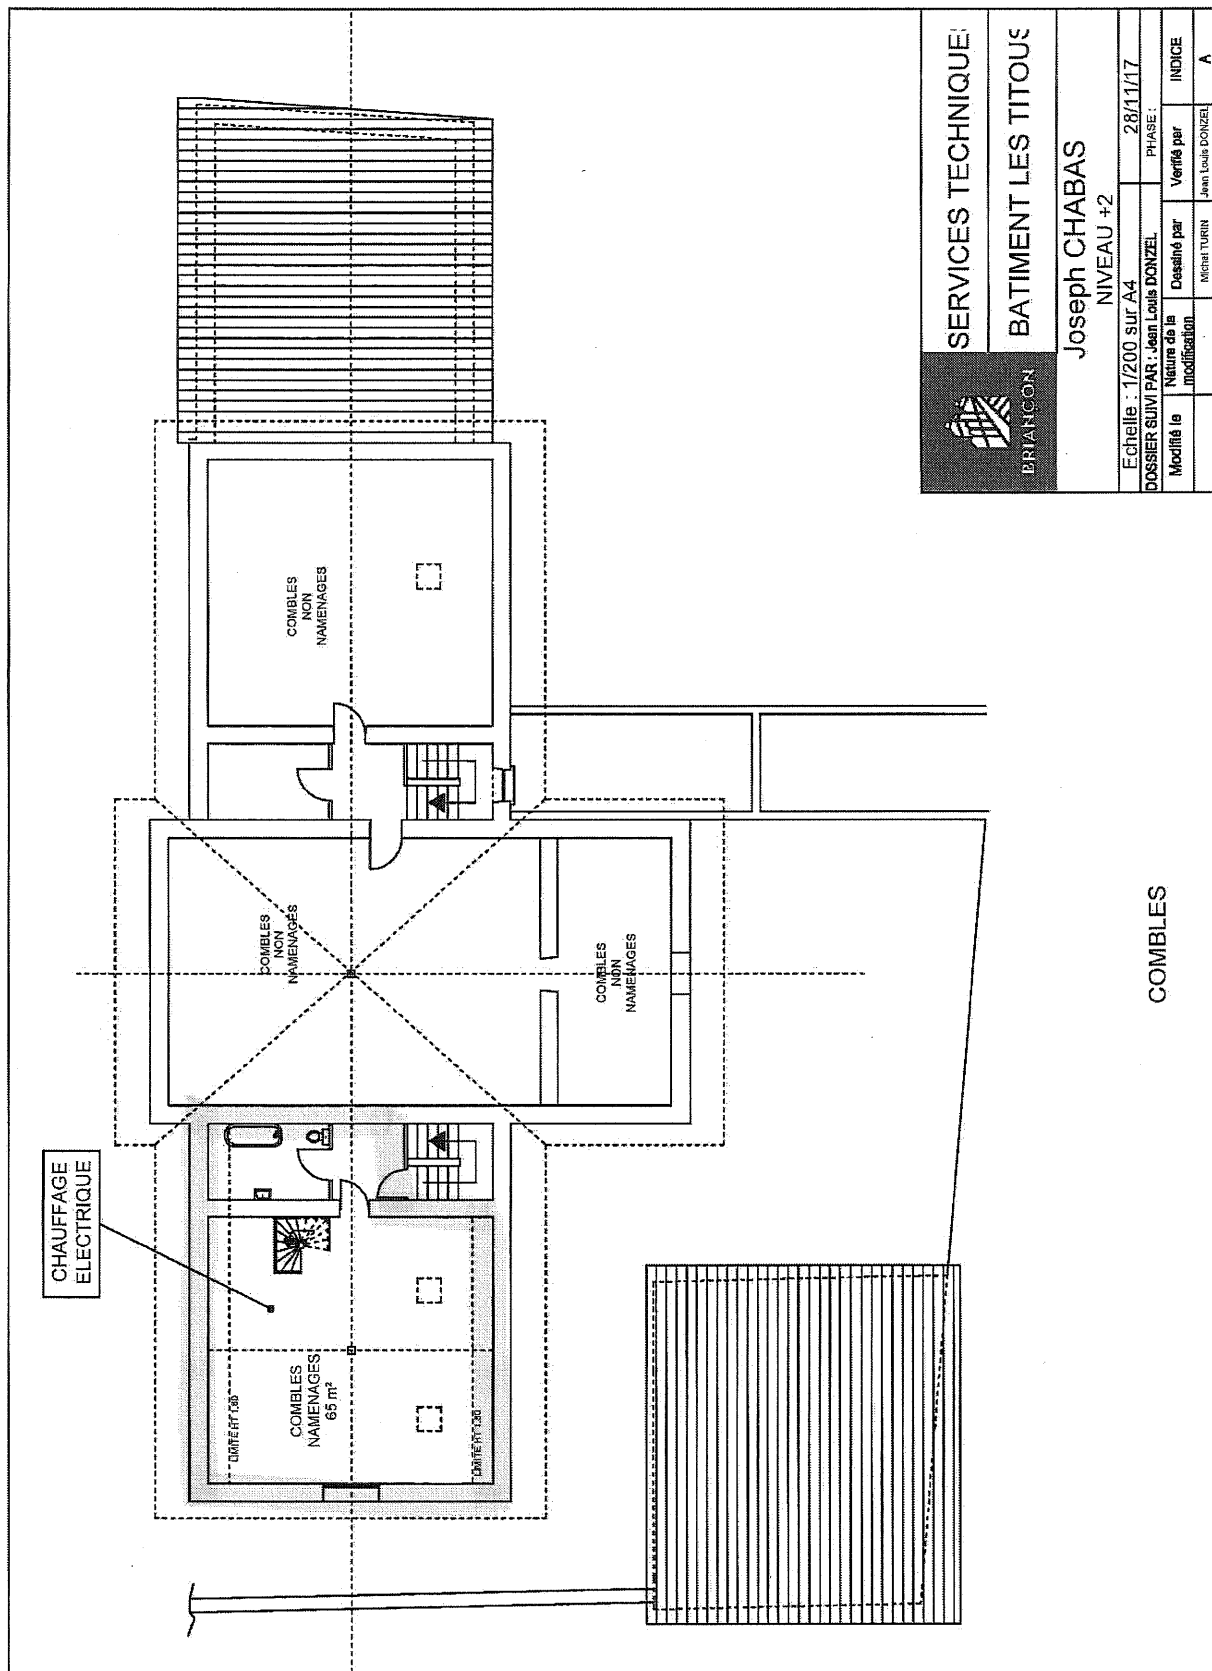 CHAUFFAGE
ELECTRIQUE
COMBLES
NAMENAGES
65 m²
LIMITE HT 1.80
LIMITE HT 1.80
COMBLES
NON
NAMENAGES
COMBLES
NON
NAMENAGES
COMBLES
NON
NAMENAGES
COMBLES
SERVICES TECHNIQUE
BATIMENT LES TITOUS
BRIANÇON
Joseph CHABAS
NIVEAU +2
Echelle : 1/200 sur A4
28/11/17
DOSSIER SUIVI PAR : Jean Louis DONZEL
PHASE :
Modifié le
Nature de la
modification
Dessiné par
Verifié par
INDICE
Michel TURIN
Jean Louis DONZEL
A